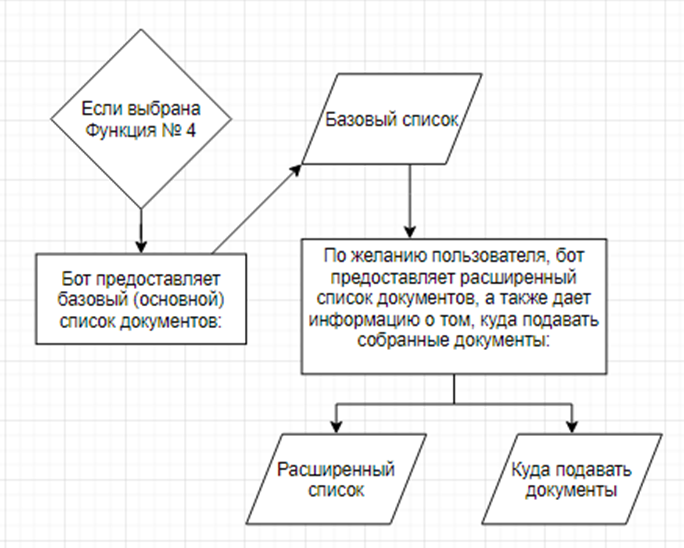 Если выбрана
Функция № 4
Бот предоставляет
базовый (основной)
список документов:
Базовый список
По желанию пользователя, бот
предоставляет расширенный
список документов, а также дает
информацию о том, куда подавать
собранные документы:
Расширенный
список
Куда подавать
документы